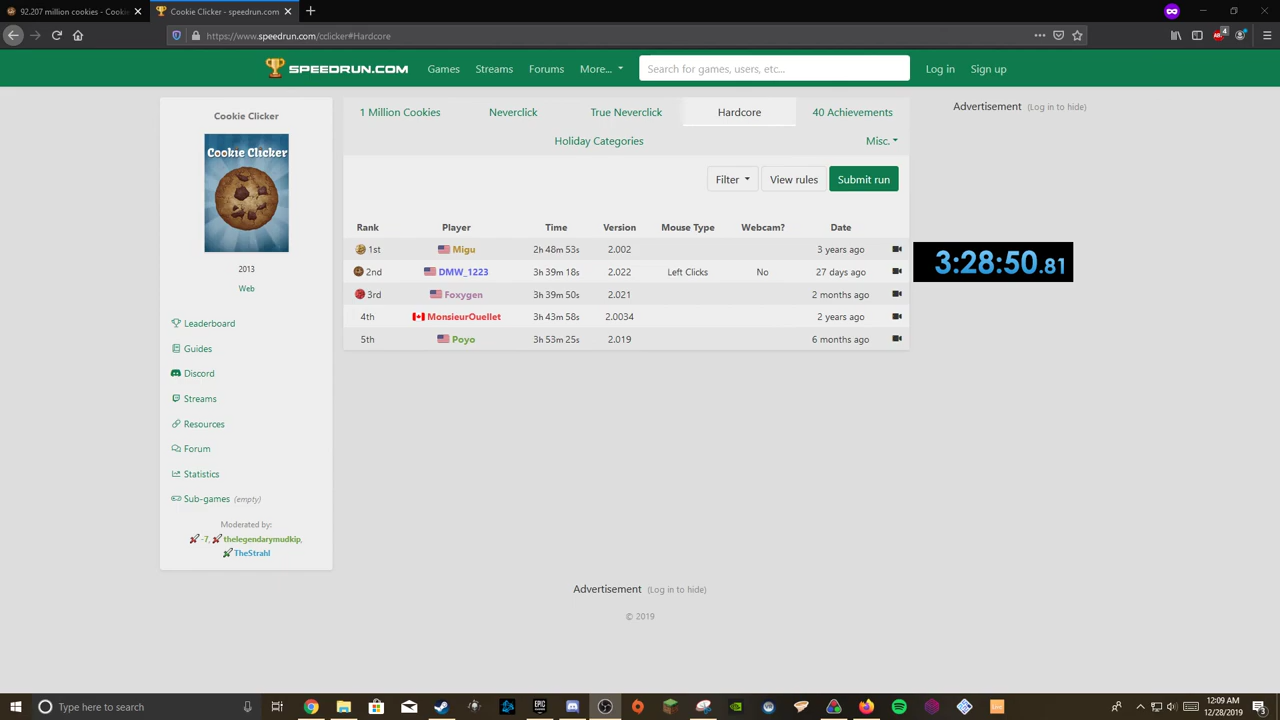 92.207 million cookies - Cookie
Cookie Clicker - speedrun.com
https://www.speedrun.com/cclicker#Hardcore
4
SPEEDRUN.COM
Games
Streams
Forums
More...
Search for games, users, etc...
Log in
Sign up
Cookie Clicker
Cookie Clicker
2013
Web
Leaderboard
Guides
Discord
Streams
Resources
Forum
Statistics
Sub-games (empty)
Moderated by:
-7, thelegendarymudkip,
TheStrahl
1 Million Cookies
Neverclick
True Neverclick
Hardcore
40 Achievements
Holiday Categories
Misc.
Filter
View rules
Submit run
Rank Player Time Version Mouse Type Webcam? Date
1st Migu 2h 48m 53s 2.002 3 years ago
2nd DMW_1223 3h 39m 18s 2.022 Left Clicks No 27 days ago
3rd Foxygen 3h 39m 50s 2.021 2 months ago
4th MonsieurOuellet 3h 43m 58s 2.0034 2 years ago
5th Poyo 3h 53m 25s 2.019 6 months ago
Advertisement (Log in to hide)
3:28:50.81
Advertisement (Log in to hide)
© 2019
Type here to search
EPIC
12:09 AM
12/28/2019